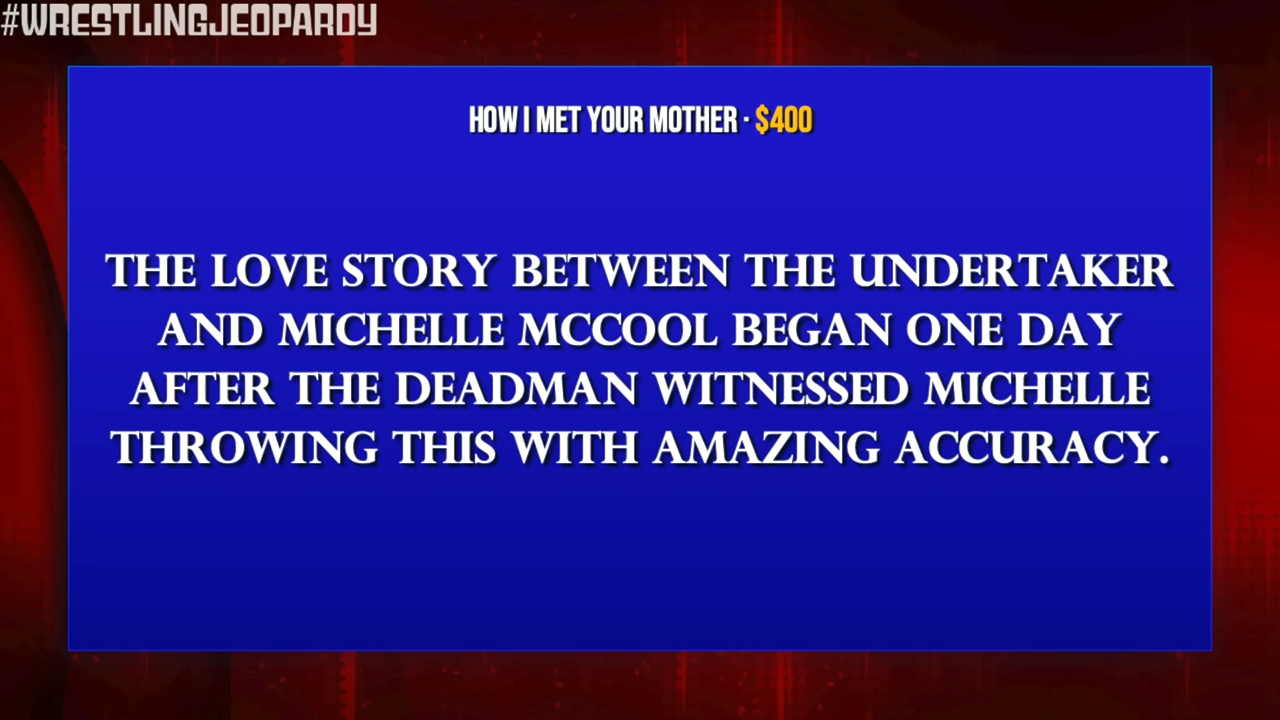 #WRESTLINGJEOPARDY
HOW I MET YOUR MOTHER · $400
THE LOVE STORY BETWEEN THE UNDERTAKER
AND MICHELLE MCCOOL BEGAN ONE DAY
AFTER THE DEADMAN WITNESSED MICHELLE
THROWING THIS WITH AMAZING ACCURACY.